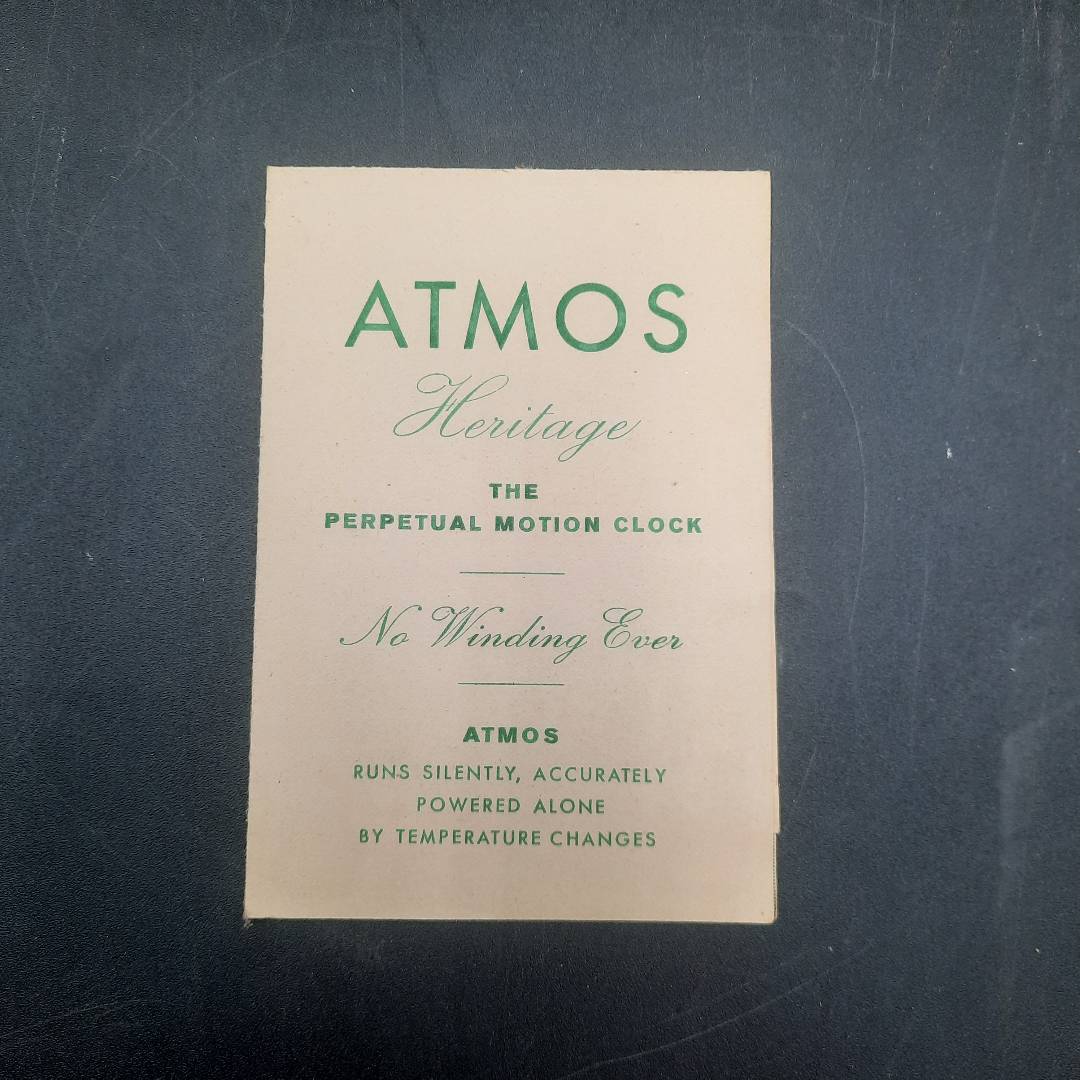 ATMOS
Heritage
THE
PERPETUAL MOTION CLOCK
No Winding Ever
ATMOS
RUNS SILENTLY, ACCURATELY
POWERED ALONE
BY TEMPERATURE CHANGES